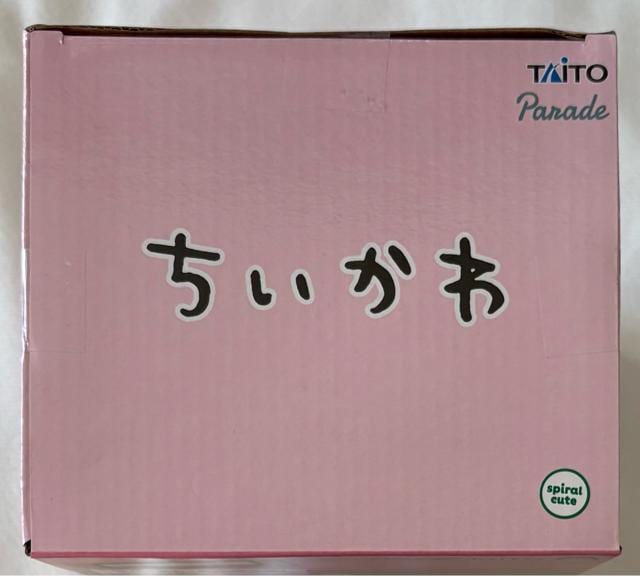 TAITO
Parade
ちいかわ
spiral
cute